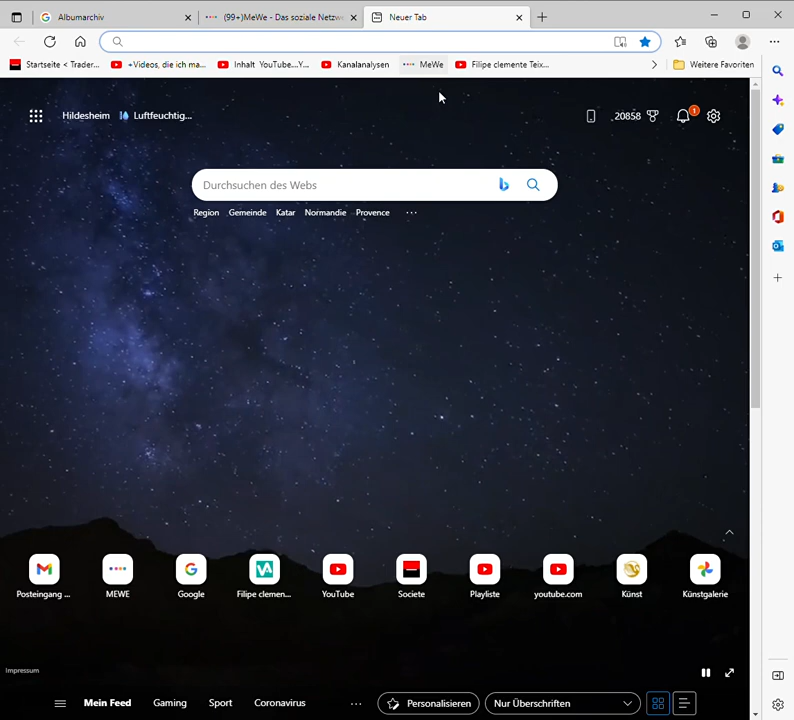 Albumarchiv
(99+)MeWe - Das soziale Netzwe
Neuer Tab
Startseite < Trader...
+Videos, die ich ma...
Inhalt YouTube...Y...
Kanalanalysen
MeWe
Filipe clemente Teix...
Weitere Favoriten
Hildesheim
Luftfeuchtig...
20858
1
Durchsuchen des Webs
Region
Gemeinde
Katar
Normandie
Provence
...
Posteingang ...
MEWE
Google
Filipe clemen...
YouTube
Societe
Playliste
youtube.com
Künst
Künstgalerie
Impressum
Mein Feed
Gaming
Sport
Coronavirus
...
Personalisieren
Nur Überschriften